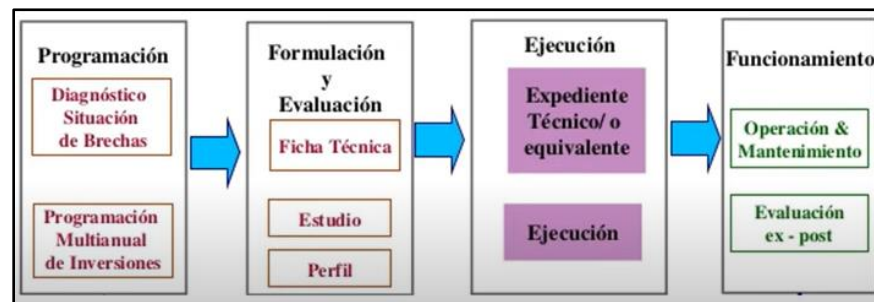 Programación
Diagnóstico
Situación
de Brechas
Programación
Multianual
de Inversiones
Formulación
y
Evaluación
Ficha Técnica
Estudio
Perfil
Ejecución
Expediente
Técnico/ o
equivalente
Ejecución
Funcionamiento
Operación &
Mantenimiento
Evaluación
ex - post